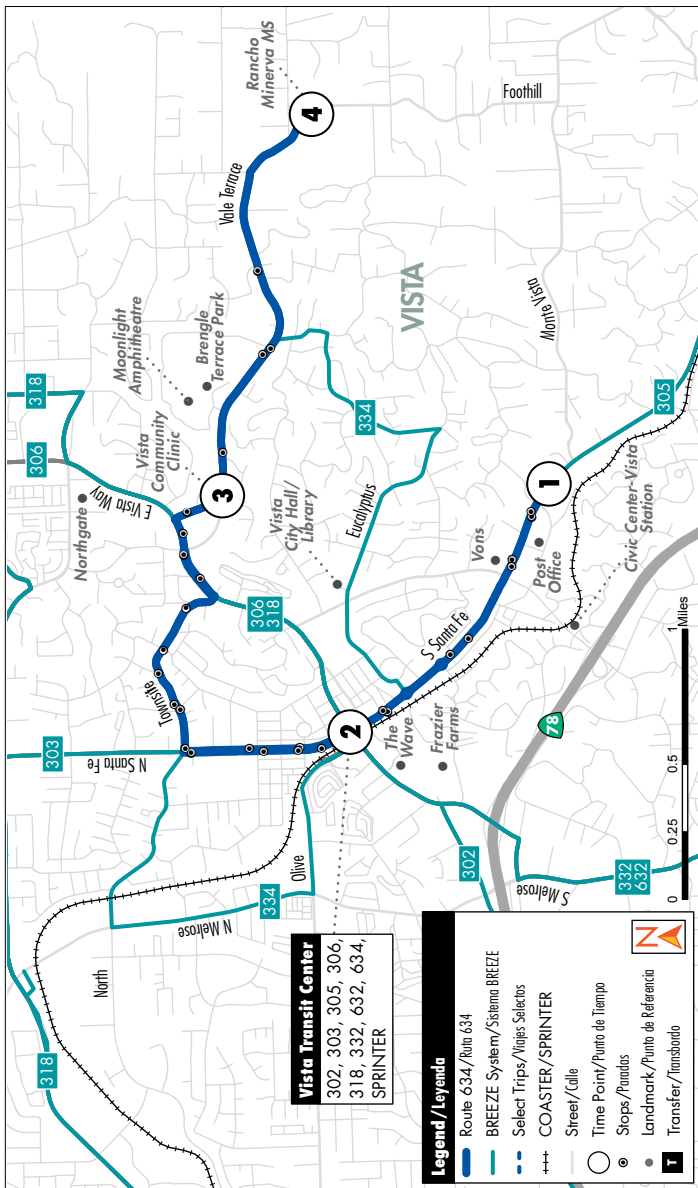 Rancho
Minerva MS
4
Foothill
Vale Terrace
Moonlight
Amphitheatre
Brengle
Terrace Park
VISTA
318
306
Vista
Community
Clinic
3
E Vista Way
Northgate
334
Monte Vista
305
1
Vista
City Hall/
Library
Eucalyptus
Vons
Post
Office
Civic Center-Vista
Station
306
318
S Santa Fe
Townsite
2
The
Wave
Frazier
Farms
78
303
N Santa Fe
302
332
632
S Melrose
Olive
334
N Melrose
North
318
Vista Transit Center
302, 303, 305, 306,
318, 332, 632, 634,
SPRINTER
0
0.25
0.5
1
Miles
Legend/Leyenda
Route 634/Ruta 634
BREEZE System/Sistema BREEZE
Select Trips/Viajes Selectos
COASTER/SPRINTER
Street/Calle
Time Point/Punto de Tiempo
Stops/Paradas
Landmark/Punto de Referencia
T Transfer/Transbordo
N